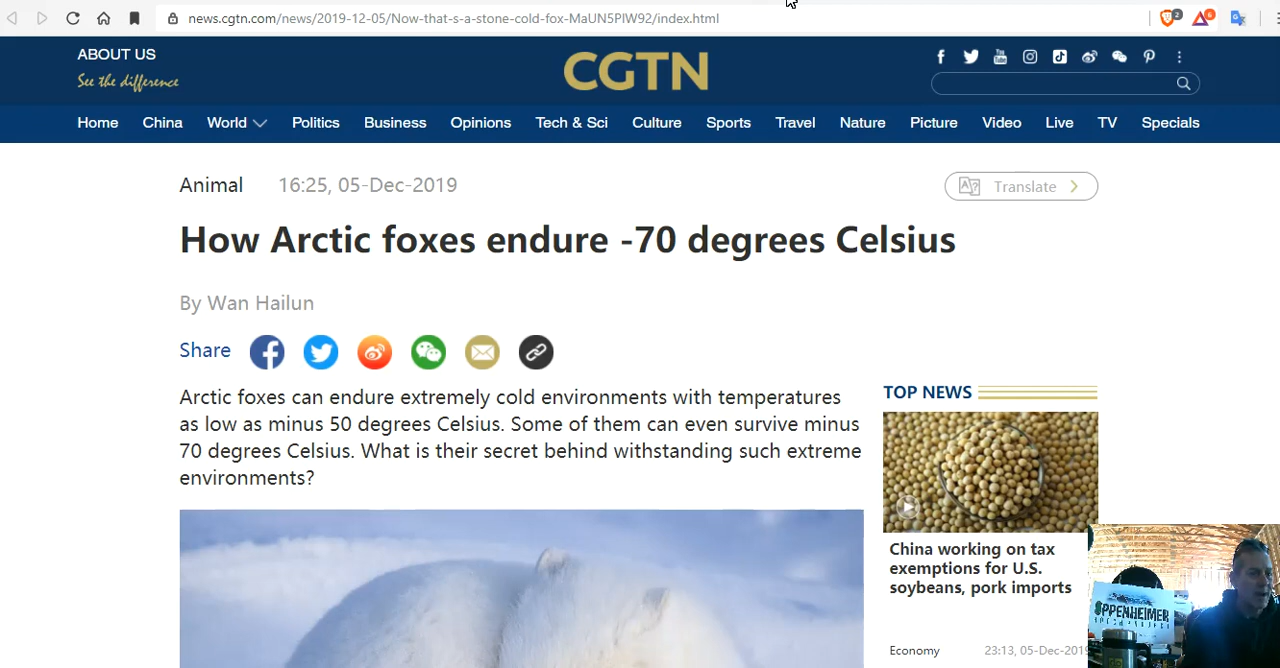 news.cgtn.com/news/2019-12-05/Now-that-s-a-stone-cold-fox-MaUN5PlW92/index.html
2
6
ABOUT US
See the difference
CGTN
Home China World Politics Business Opinions Tech & Sci Culture Sports Travel Nature Picture Video Live TV Specials
Animal 16:25, 05-Dec-2019
Translate
How Arctic foxes endure -70 degrees Celsius
By Wan Hailun
Share
Arctic foxes can endure extremely cold environments with temperatures
as low as minus 50 degrees Celsius. Some of them can even survive minus
70 degrees Celsius. What is their secret behind withstanding such extreme
environments?
TOP NEWS
China working on tax
exemptions for U.S.
soybeans, pork imports
Economy 23:13, 05-Dec-2019
OPPENHEIMER